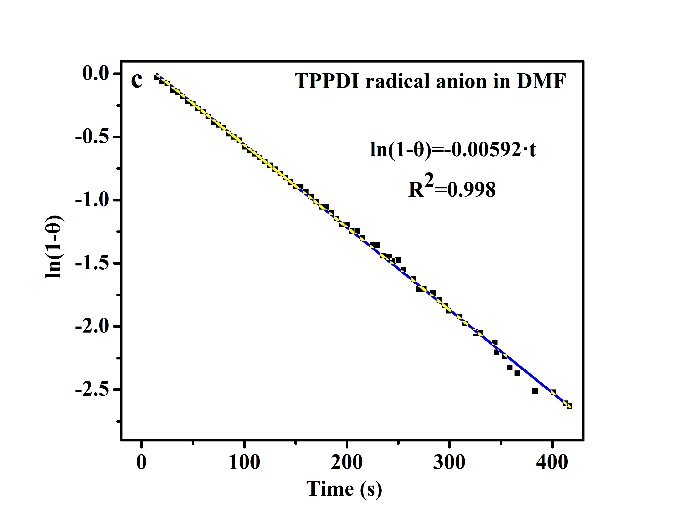 c TPPDI radical anion in DMF
ln(1-θ)=-0.00592·t
R²=0.998
0.0
-0.5
-1.0
-1.5
-2.0
-2.5
ln(1-θ)
0 100 200 300 400
Time (s)